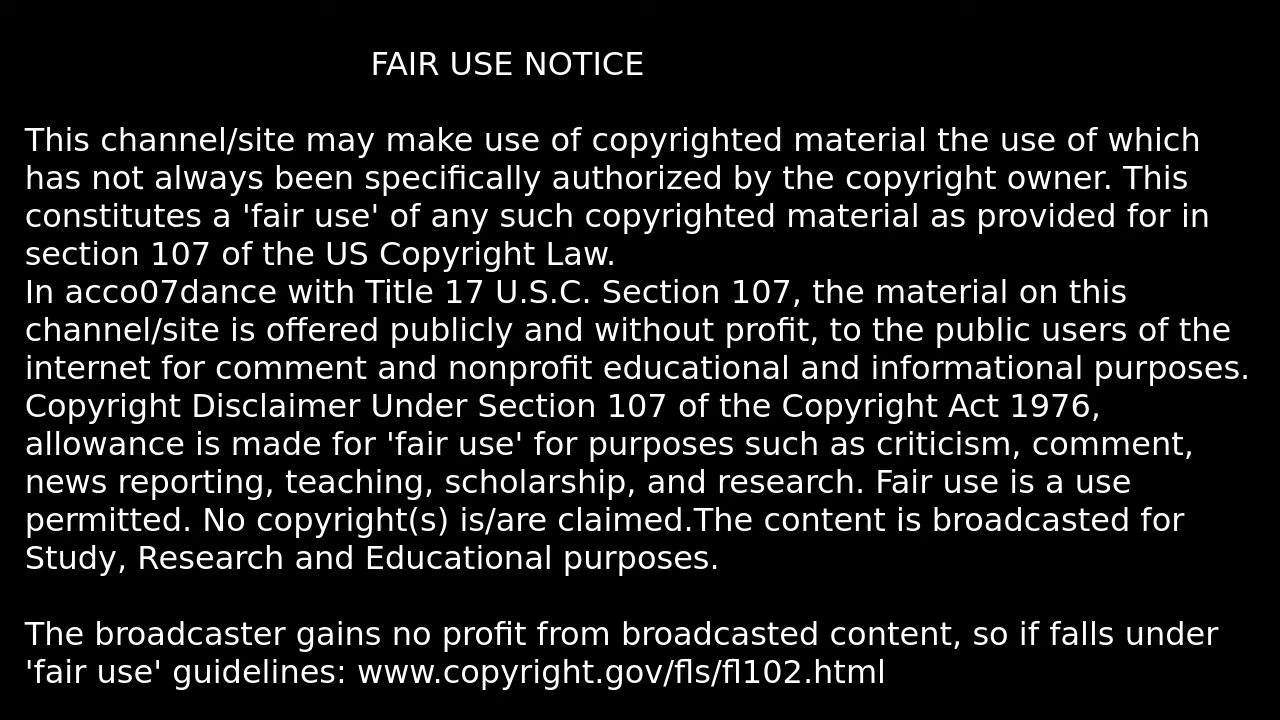 FAIR USE NOTICE
This channel/site may make use of copyrighted material the use of which
has not always been specifically authorized by the copyright owner. This
constitutes a 'fair use' of any such copyrighted material as provided for in
section 107 of the US Copyright Law.
In acco07dance with Title 17 U.S.C. Section 107, the material on this
channel/site is offered publicly and without profit, to the public users of the
internet for comment and nonprofit educational and informational purposes.
Copyright Disclaimer Under Section 107 of the Copyright Act 1976,
allowance is made for 'fair use' for purposes such as criticism, comment,
news reporting, teaching, scholarship, and research. Fair use is a use
permitted. No copyright(s) is/are claimed.The content is broadcasted for
Study, Research and Educational purposes.
The broadcaster gains no profit from broadcasted content, so if falls under
'fair use' guidelines: www.copyright.gov/fls/fl102.html